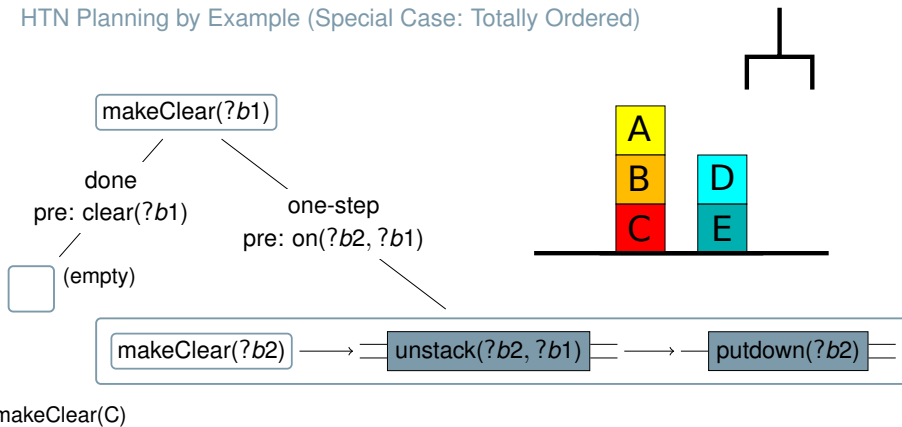 HTN Planning by Example (Special Case: Totally Ordered)
makeClear(?b1)
done
pre: clear(?b1)
(empty)
one-step
pre: on(?b2, ?b1)
A
B
C
D
E
makeClear(?b2)
unstack(?b2, ?b1)
putdown(?b2)
makeClear(C)